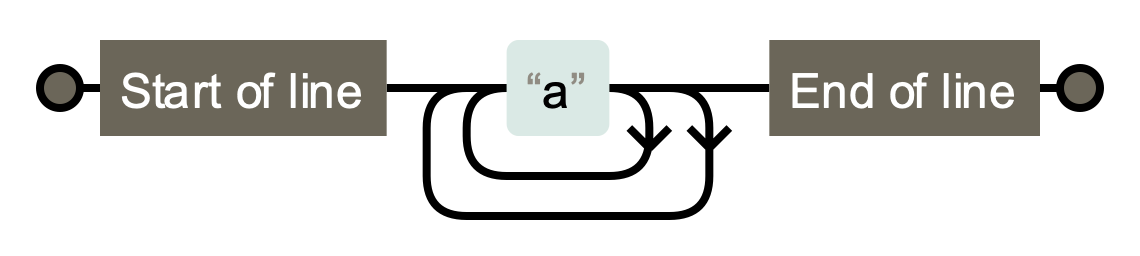 Start of line “a” End of line